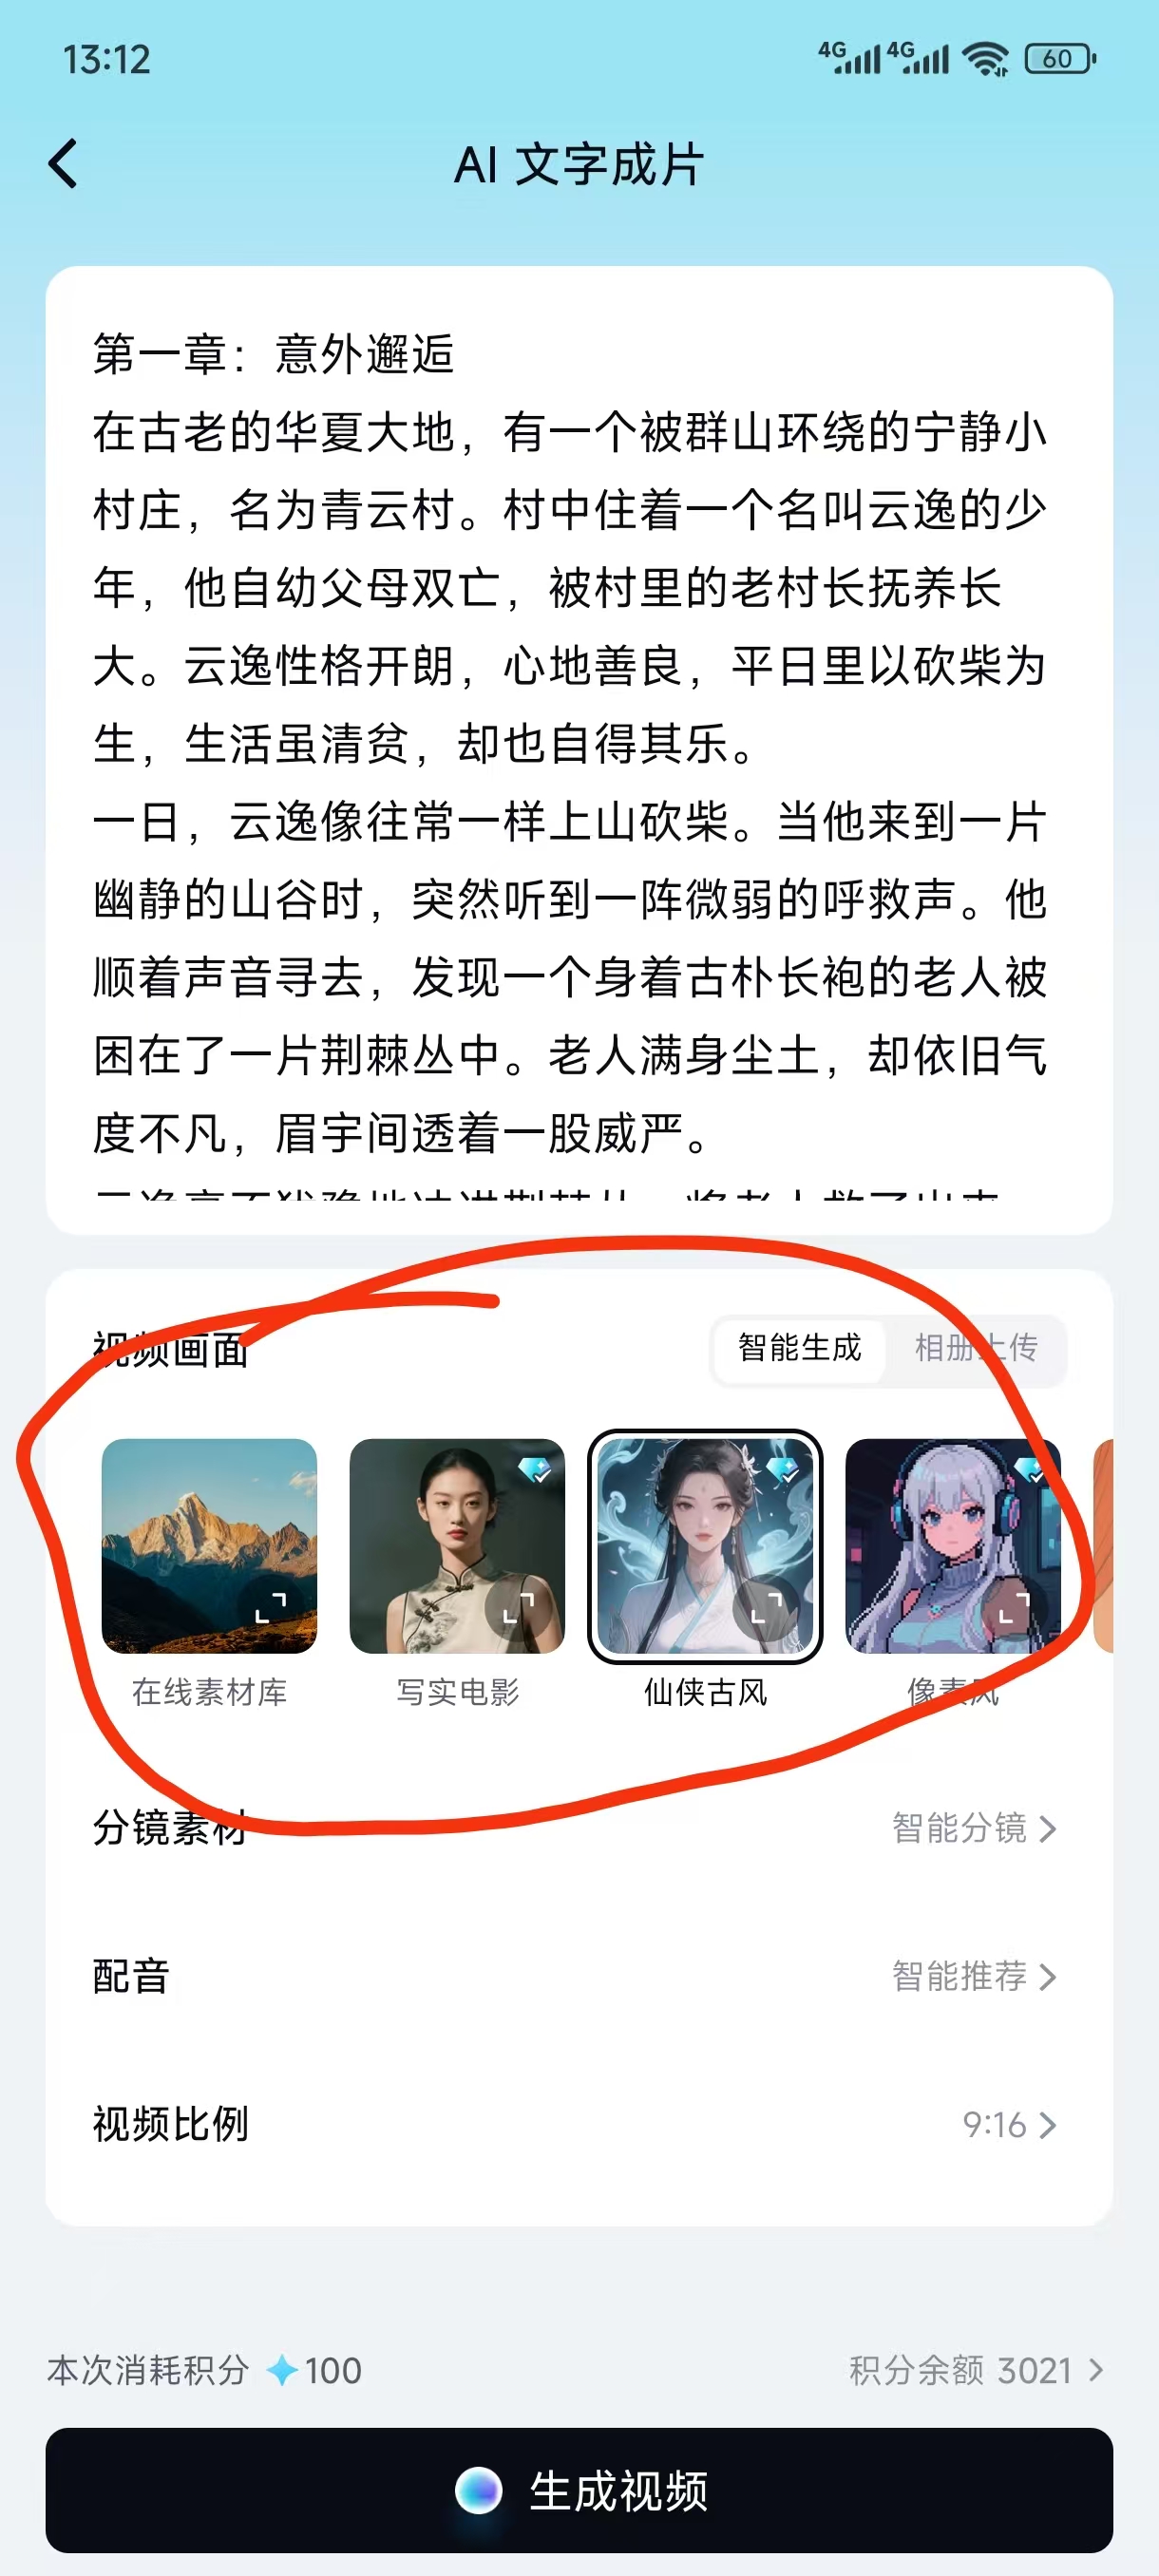 13:12
4G 4G 60
AI 文字成片
第一章：意外邂逅
在古老的华夏大地，有一个被群山环绕的宁静小
村庄，名为青云村。村中住着一个名叫云逸的少
年，他自幼父母双亡，被村里的老村长抚养长
大。云逸性格开朗，心地善良，平日里以砍柴为
生，生活虽清贫，却也自得其乐。
一日，云逸像往常一样上山砍柴。当他来到一片
幽静的山谷时，突然听到一阵微弱的呼救声。他
顺着声音寻去，发现一个身着古朴长袍的老人被
困在了一片荆棘丛中。老人满身尘土，却依旧气
度不凡，眉宇间透着一股威严。
视频画面 智能生成 相册上传
在线素材库 写实电影 仙侠古风 像素风
分镜素材 智能分镜
配音 智能推荐
视频比例 9:16
本次消耗积分 100 积分余额 3021
生成视频